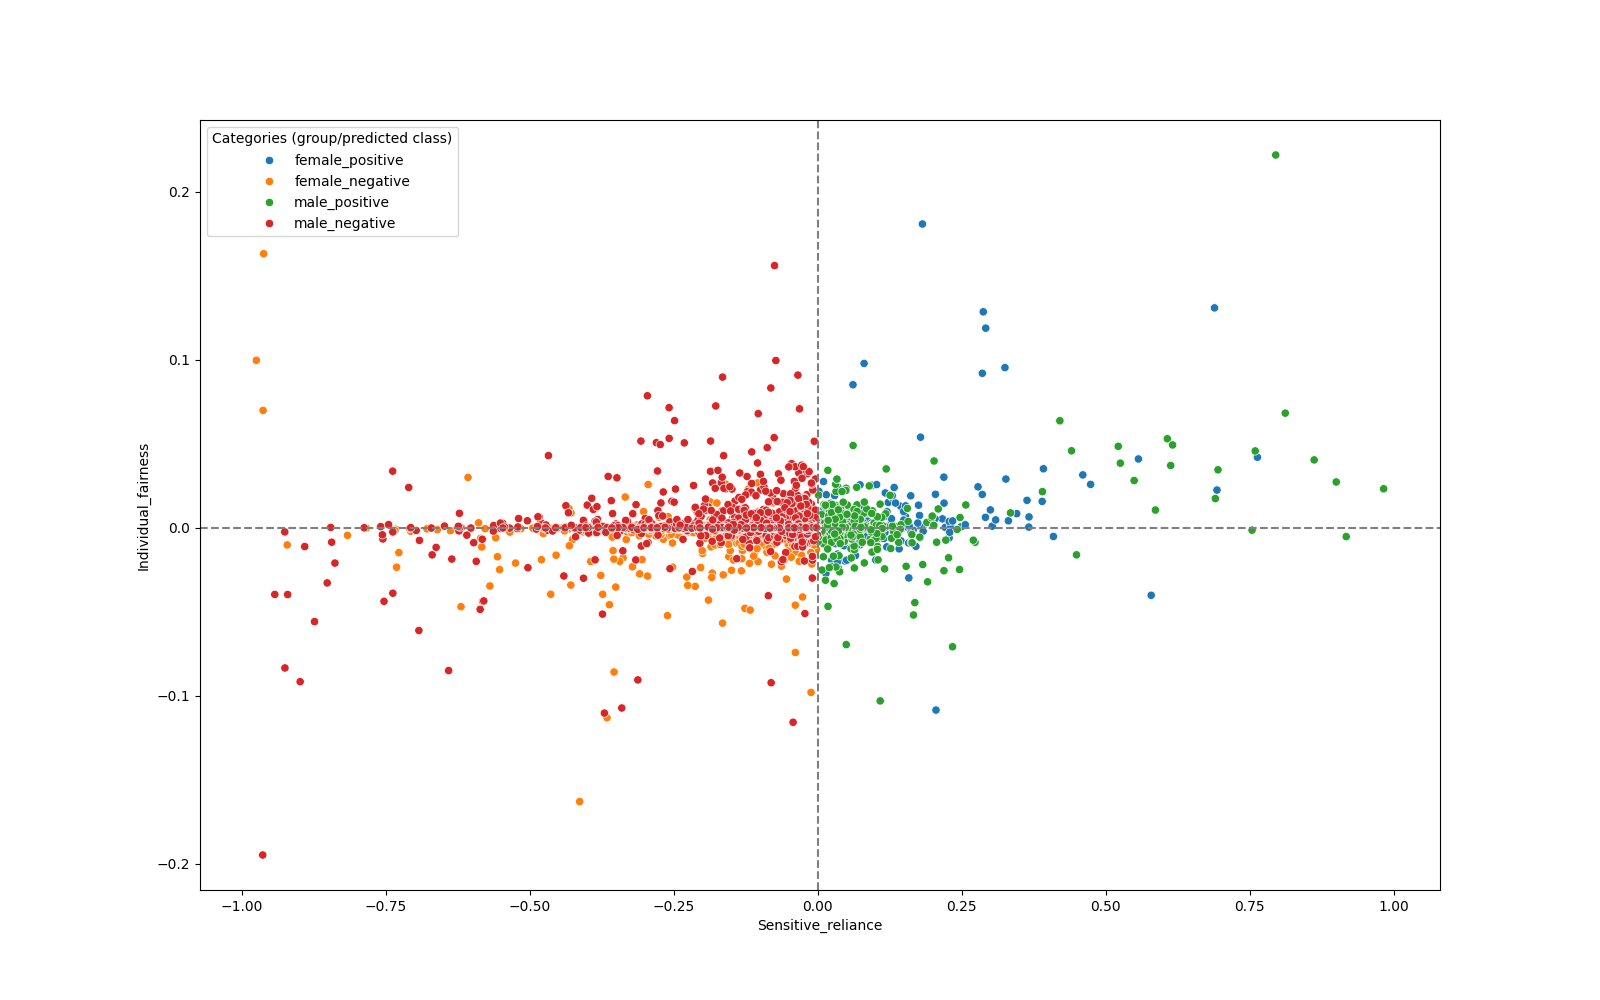 Categories (group/predicted class)
female_positive
female_negative
male_positive
male_negative
0.2
0.1
0.0
−0.1
−0.2
Individual_fairness
−1.00 −0.75 −0.50 −0.25 0.00 0.25 0.50 0.75 1.00
Sensitive_reliance